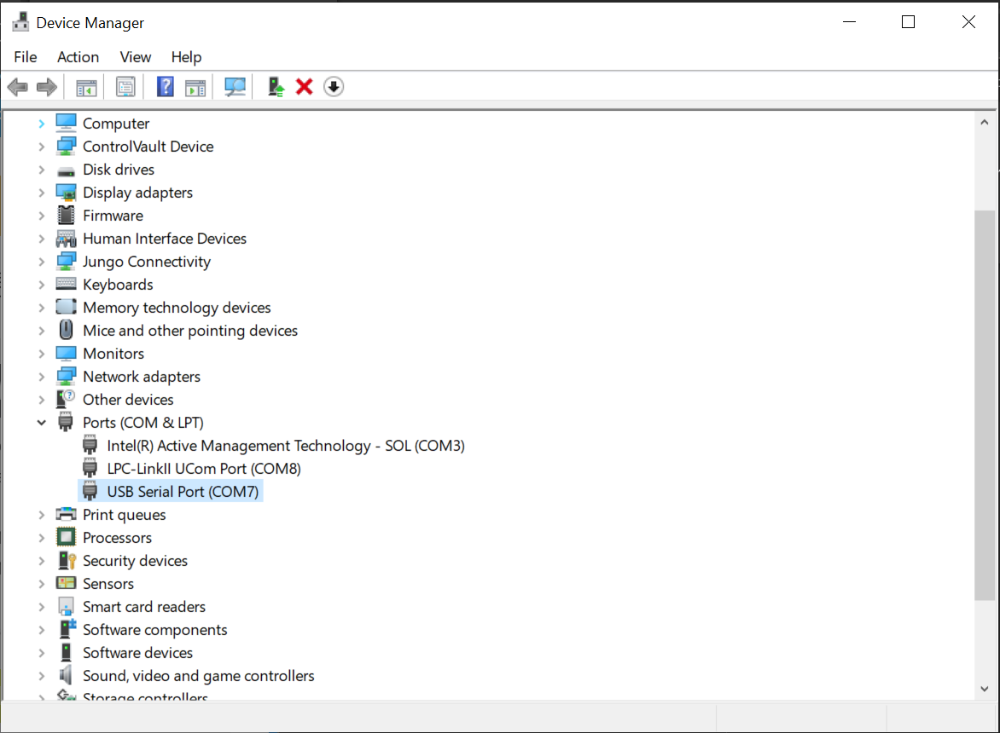 Device Manager
File Action View Help
Computer
ControlVault Device
Disk drives
Display adapters
Firmware
Human Interface Devices
Jungo Connectivity
Keyboards
Memory technology devices
Mice and other pointing devices
Monitors
Network adapters
Other devices
Ports (COM & LPT)
Intel(R) Active Management Technology - SOL (COM3)
LPC-LinkII UCom Port (COM8)
USB Serial Port (COM7)
Print queues
Processors
Security devices
Sensors
Smart card readers
Software components
Software devices
Sound, video and game controllers
Storage controllers